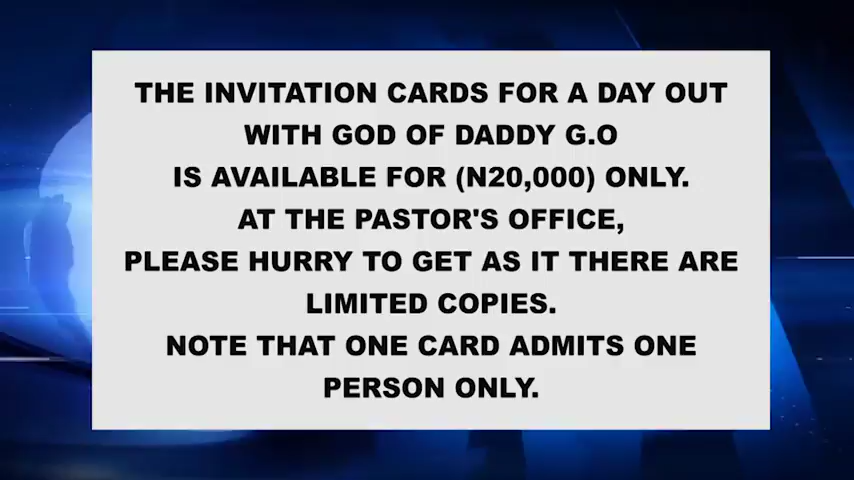 THE INVITATION CARDS FOR A DAY OUT
WITH GOD OF DADDY G.O
IS AVAILABLE FOR (N20,000) ONLY.
AT THE PASTOR'S OFFICE,
PLEASE HURRY TO GET AS IT THERE ARE
LIMITED COPIES.
NOTE THAT ONE CARD ADMITS ONE
PERSON ONLY.